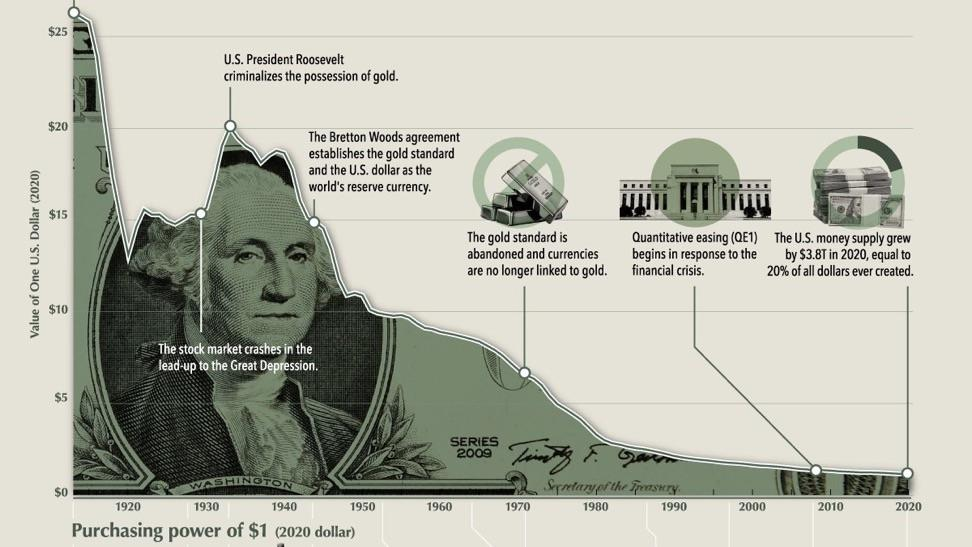 $25
U.S. President Roosevelt
criminalizes the possession of gold.
$20
The Bretton Woods agreement
establishes the gold standard
and the U.S. dollar as the
world's reserve currency.
Value of One U.S. Dollar (2020)
$15
The gold standard is
abandoned and currencies
are no longer linked to gold.
Quantitative easing (QE1)
begins in response to the
financial crisis.
The U.S. money supply grew
by $3.8T in 2020, equal to
20% of all dollars ever created.
$10
The stock market crashes in the
lead-up to the Great Depression.
$5
SERIES
2009
Secretary of the Treasury.
WASHINGTON
$0
1920 1930 1940 1950 1960 1970 1980 1990 2000 2010 2020
Purchasing power of $1 (2020 dollar)